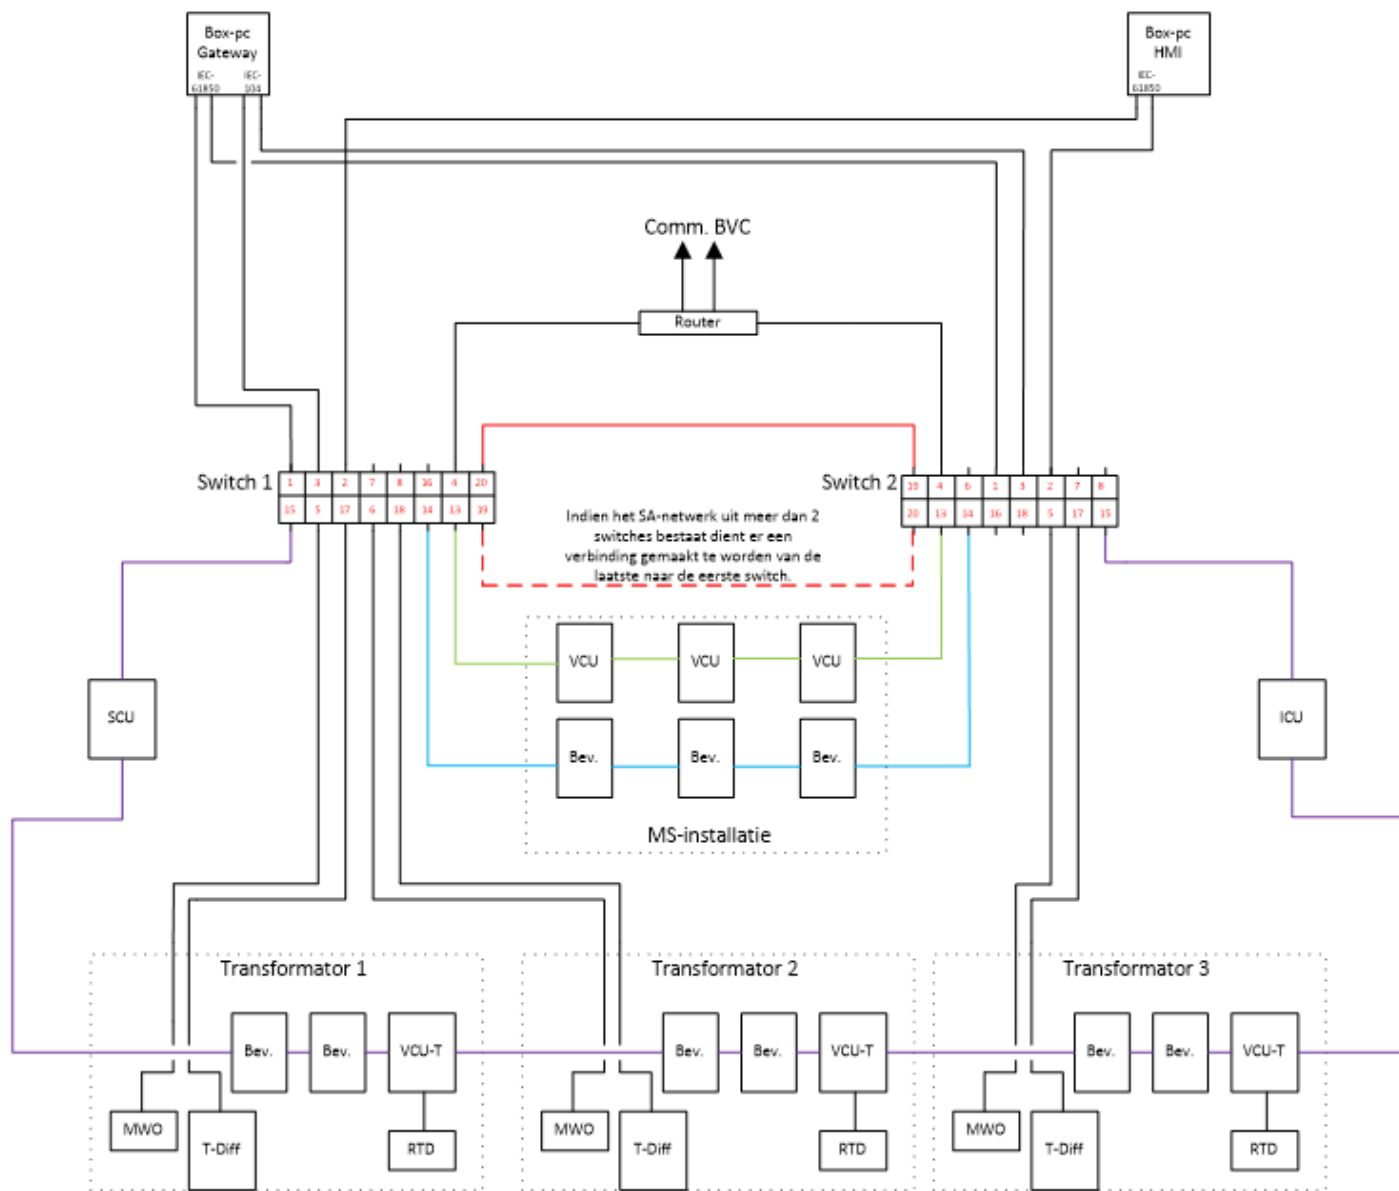 Box-pc
Gateway
IEC-
61850
IEC-
104
Box-pc
HMI
IEC-
61850
Comm. BVC
Router
Switch 1
1 3 2 7 8 16 4 20
15 5 17 6 18 14 13 19
Switch 2
19 4 6 1 3 2 7 8
20 13 14 16 18 5 17 15
Indien het SA-netwerk uit meer dan 2
switches bestaat dient er een
verbinding gemaakt te worden van de
laatste naar de eerste switch.
VCU VCU VCU
SCU
ICU
Bev. Bev. Bev.
MS-installatie
Transformator 1
Bev. Bev. VCU-T
MWO
T-Diff
RTD
Transformator 2
Bev. Bev. VCU-T
MWO
T-Diff
RTD
Transformator 3
Bev. Bev. VCU-T
MWO
T-Diff
RTD